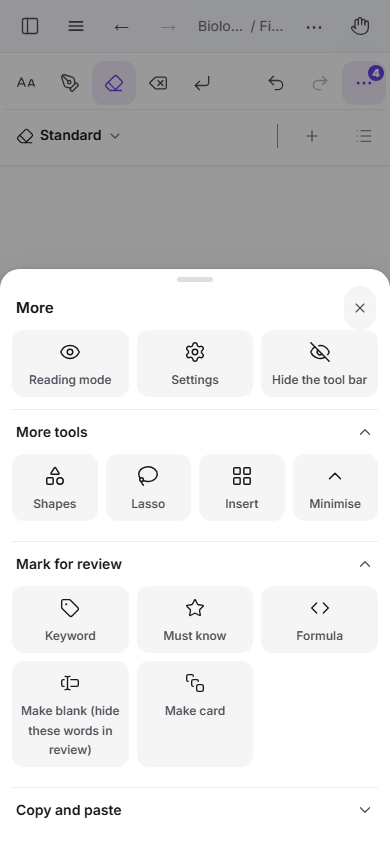 Biolo... / Fi...
AA
4
Standard
More
Reading mode
Settings
Hide the tool bar
More tools
Shapes
Lasso
Insert
Minimise
Mark for review
Keyword
Must know
Formula
Make blank (hide
these words in
review)
Make card
Copy and paste